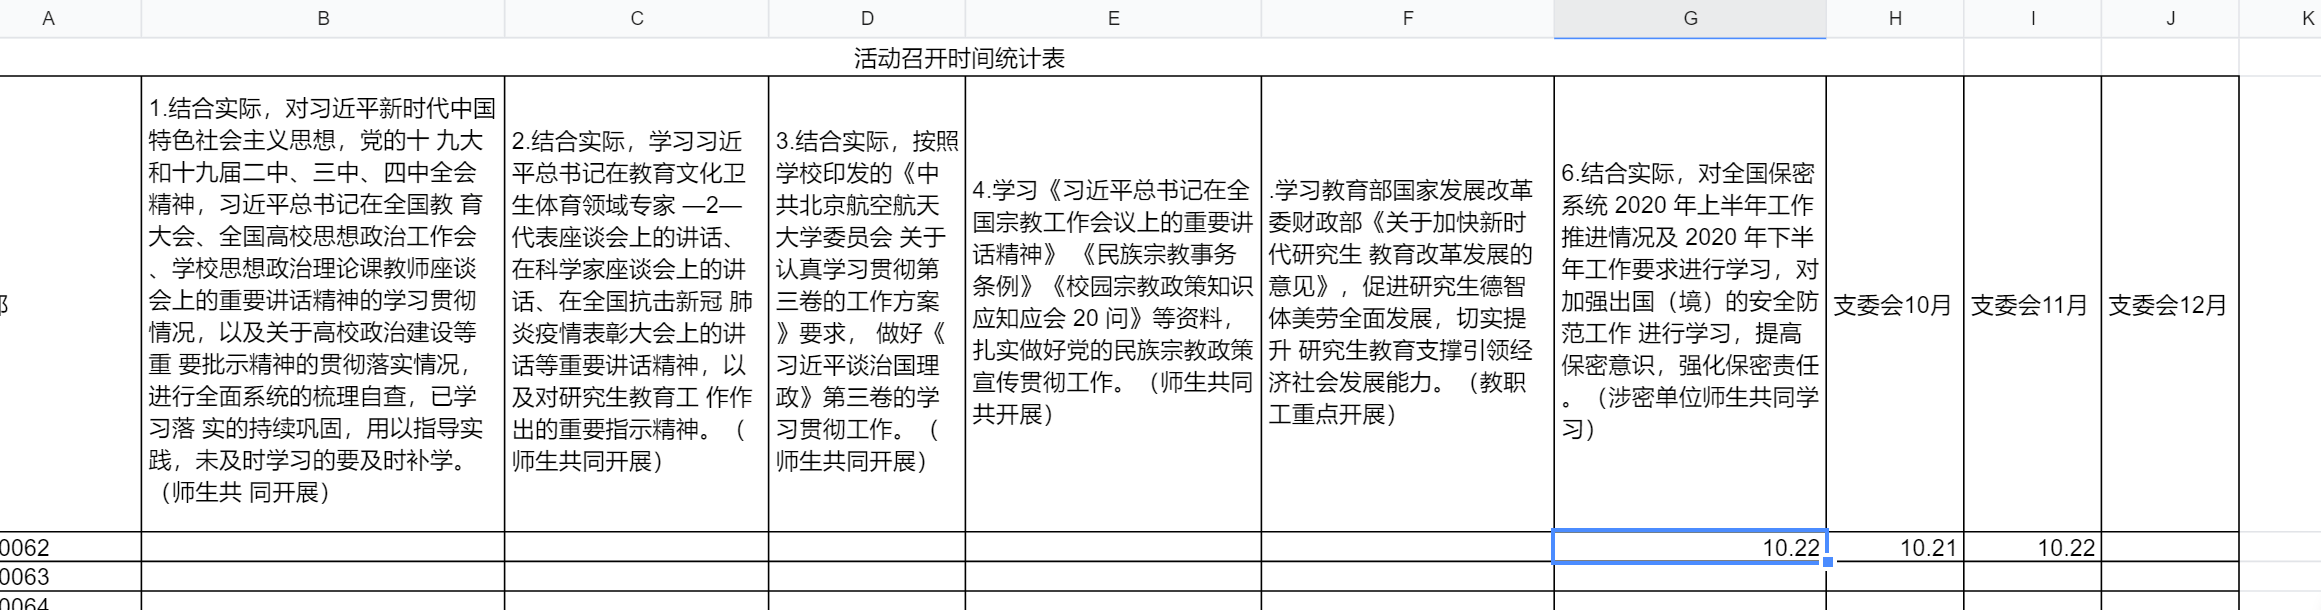 A B C D E F G H I J K
活动召开时间统计表
1.结合实际，对习近平新时代中国
特色社会主义思想，党的十 九大
和十九届二中、三中、四中全会
精神，习近平总书记在全国教 育
大会、全国高校思想政治工作会
、学校思想政治理论课教师座谈
会上的重要讲话精神的学习贯彻
情况，以及关于高校政治建设等
重 要批示精神的贯彻落实情况，
进行全面系统的梳理自查，已学
习落 实的持续巩固，用以指导实
践，未及时学习的要及时补学。
（师生共 同开展）
2.结合实际，学习习近
平总书记在教育文化卫
生体育领域专家 —2—
代表座谈会上的讲话、
在科学家座谈会上的讲
话、在全国抗击新冠 肺
炎疫情表彰大会上的讲
话等重要讲话精神，以
及对研究生教育工 作作
出的重要指示精神。（
师生共同开展）
3.结合实际，按照
学校印发的《中
共北京航空航天
大学委员会 关于
认真学习贯彻第
三卷的工作方案
》要求， 做好《
习近平谈治国理
政》第三卷的学
习贯彻工作。（
师生共同开展）
4.学习《习近平总书记在全
国宗教工作会议上的重要讲
话精神》 《民族宗教事务
条例》《校园宗教政策知识
应知应会 20 问》等资料，
扎实做好党的民族宗教政策
宣传贯彻工作。（师生共同
共开展）
.学习教育部国家发展改革
委财政部《关于加快新时
代研究生 教育改革发展的
意见》，促进研究生德智
体美劳全面发展，切实提
升 研究生教育支撑引领经
济社会发展能力。（教职
工重点开展）
6.结合实际，对全国保密
系统 2020 年上半年工作
推进情况及 2020 年下半
年工作要求进行学习，对
加强出国（境）的安全防
范工作 进行学习，提高
保密意识，强化保密责任
。（涉密单位师生共同学
习）
支委会10月
支委会11月
支委会12月
0062 10.22 10.21 10.22
0063
0064